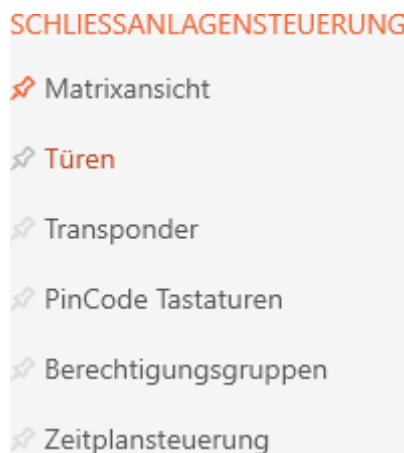 SCHLIESSANLAGENSTEUERUNG
Matrixansicht
Türen
Transponder
PinCode Tastaturen
Berechtigungsgruppen
Zeitplansteuerung